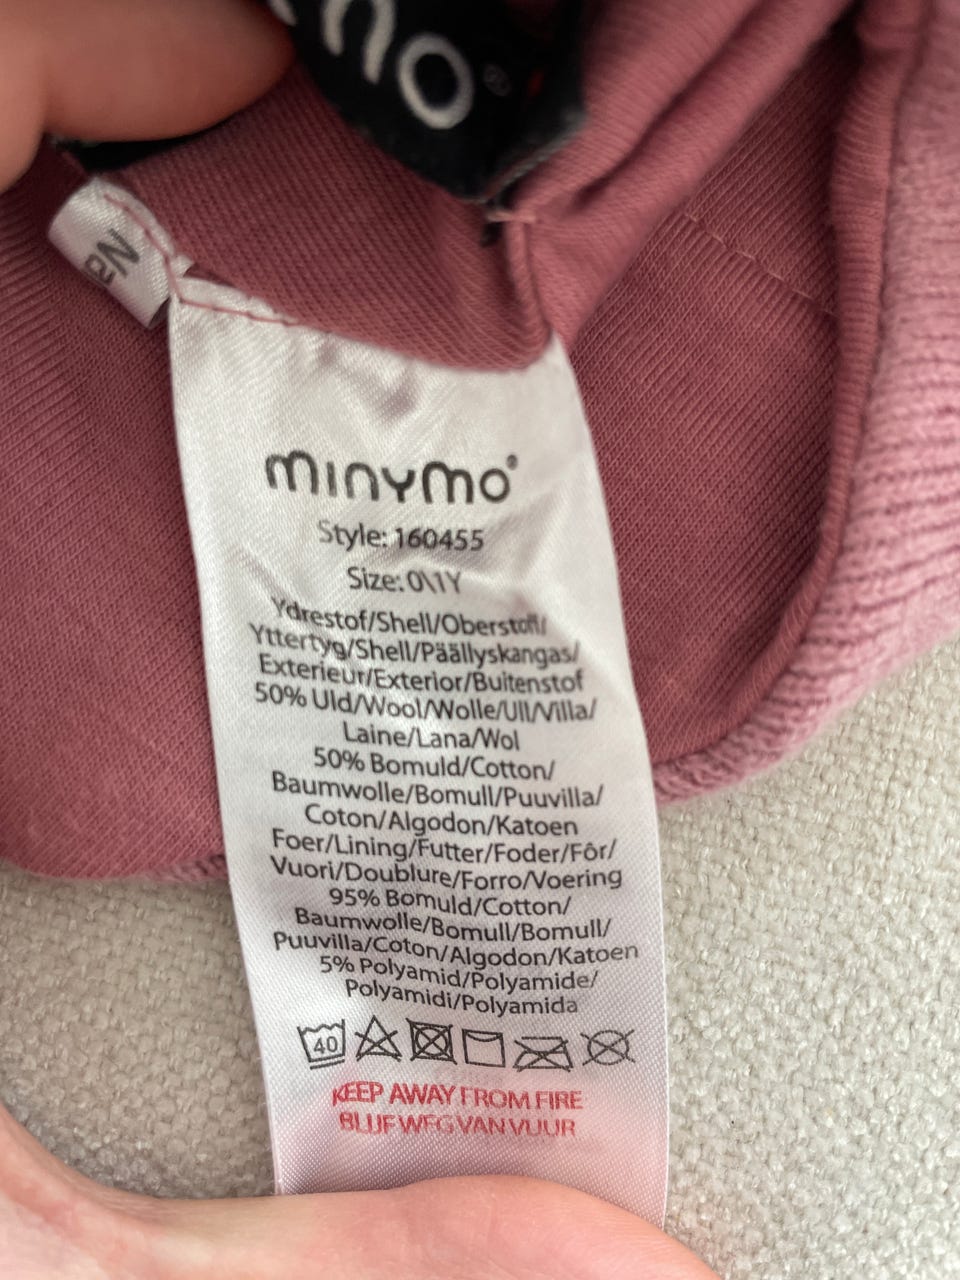 mo®
2N
minymo®
Style: 160455
Size: 0\1Y
Ydrestof/Shell/Oberstoff/
Yttertyg/Shell/Päällyskangas/
Exterieur/Exterior/Buitenstof
50% Uld/Wool/Wolle/Ull/Villa/
Laine/Lana/Wol
50% Bomuld/Cotton/
Baumwolle/Bomull/Puuvilla/
Coton/Algodon/Katoen
Foer/Lining/Futter/Foder/Fôr/
Vuori/Doublure/Forro/Voering
95% Bomuld/Cotton/
Baumwolle/Bomull/Bomull/
Puuvilla/Coton/Algodon/Katoen
5% Polyamid/Polyamide/
Polyamidi/Polyamida
40
KEEP AWAY FROM FIRE
BLIJF WEG VAN VUUR